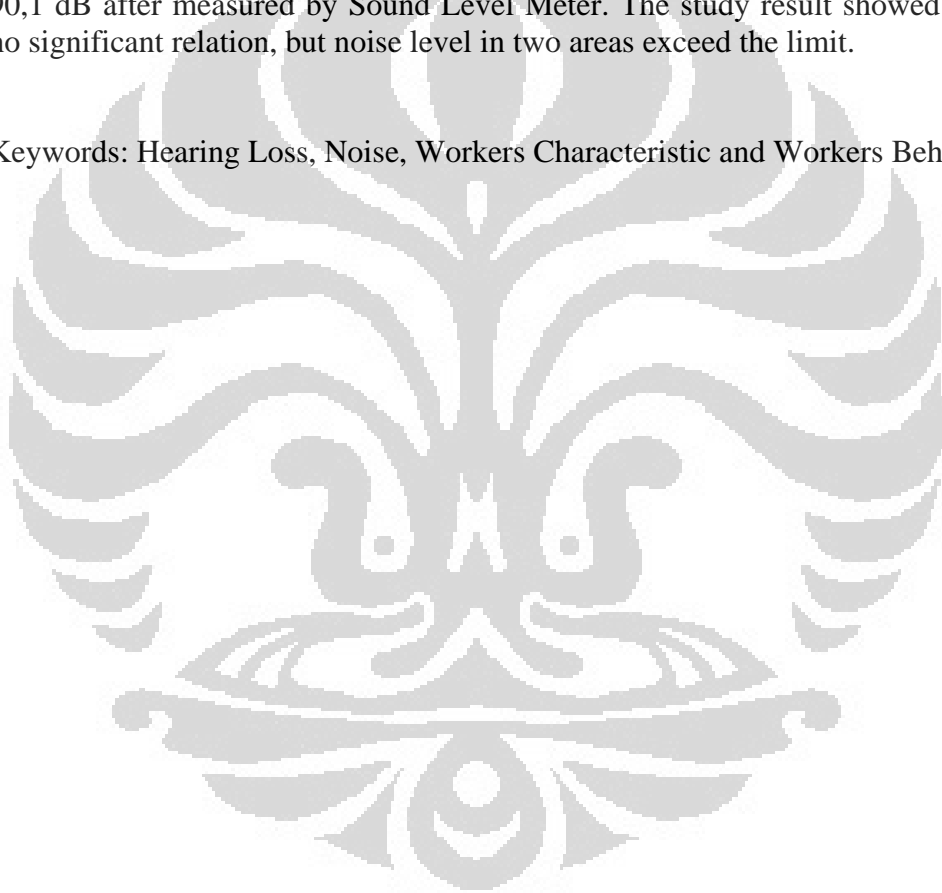 90,1 dB after measured by Sound Level Meter. The study result showed
no significant relation, but noise level in two areas exceed the limit.
Keywords: Hearing Loss, Noise, Workers Characteristic and Workers Beh